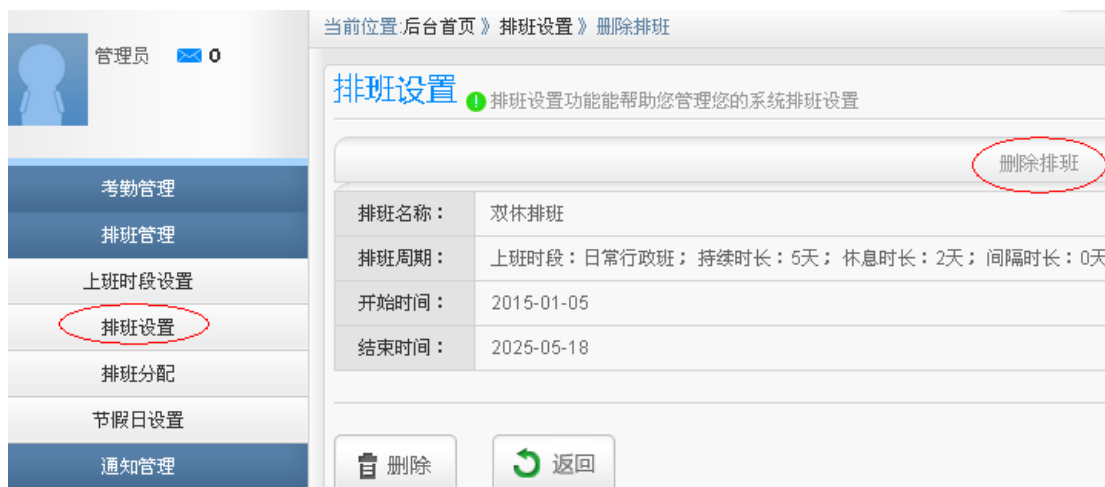 管理员 0
考勤管理
排班管理
上班时段设置
排班设置
排班分配
节假日设置
通知管理
当前位置:后台首页 》 排班设置 》 删除排班
排班设置 排班设置功能能帮助您管理您的系统排班设置
删除排班
排班名称： 双休排班
排班周期： 上班时段：日常行政班； 持续时长：5天； 休息时长：2天； 间隔时长：0天
开始时间： 2015-01-05
结束时间： 2025-05-18
删除 返回